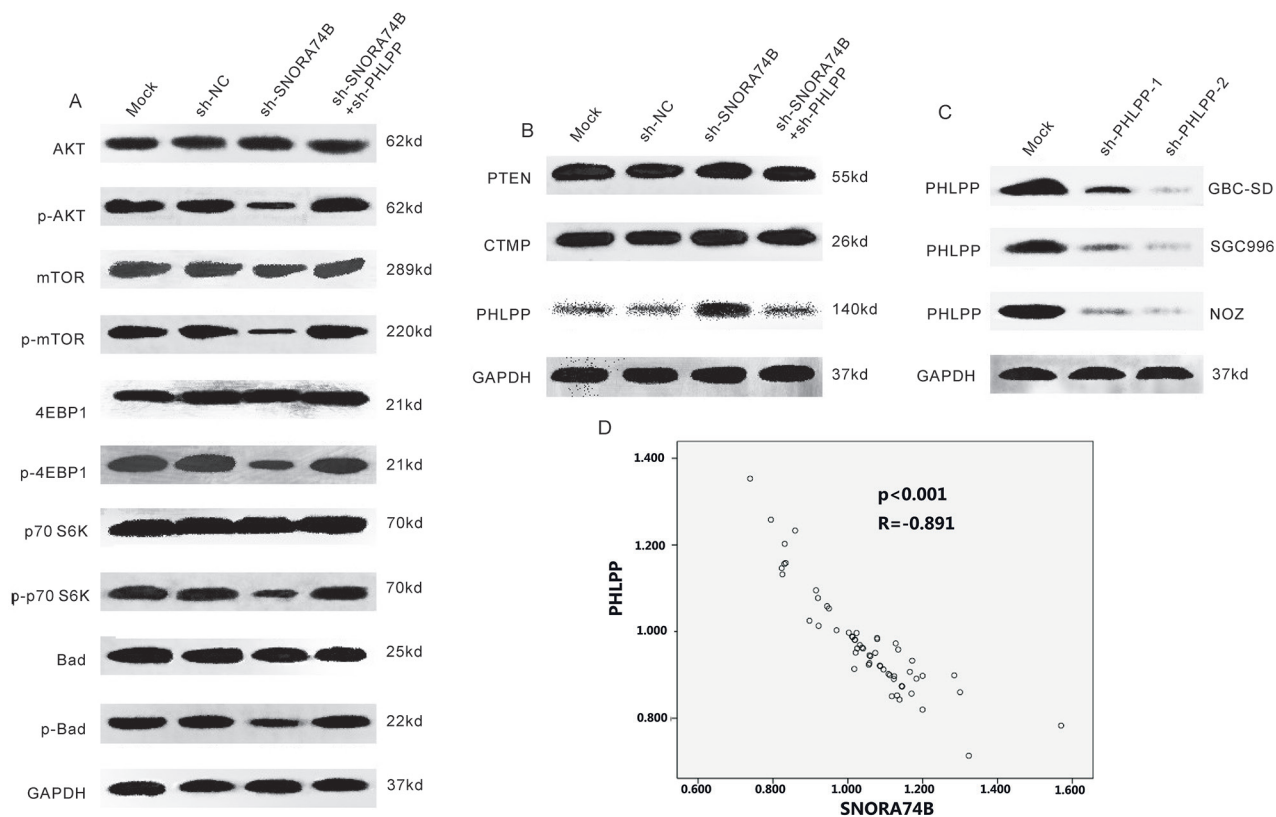 A
Mock
sh-NC
sh-SNORA74B
sh-SNORA74B
+sh-PHLPP
AKT 62kd
p-AKT 62kd
mTOR 289kd
p-mTOR 220kd
4EBP1 21kd
p-4EBP1 21kd
p70 S6K 70kd
p-p70 S6K 70kd
Bad 25kd
p-Bad 22kd
GAPDH 37kd
B
Mock
sh-NC
sh-SNORA74B
sh-SNORA74B
+sh-PHLPP
PTEN 55kd
CTMP 26kd
PHLPP 140kd
GAPDH 37kd
C
Mock
sh-PHLPP-1
sh-PHLPP-2
PHLPP GBC-SD
PHLPP SGC996
PHLPP NOZ
GAPDH 37kd
D
1.400
1.200
1.000
0.800
PHLPP
p<0.001
R=-0.891
0.600 0.800 1.000 1.200 1.400 1.600
SNORA74B